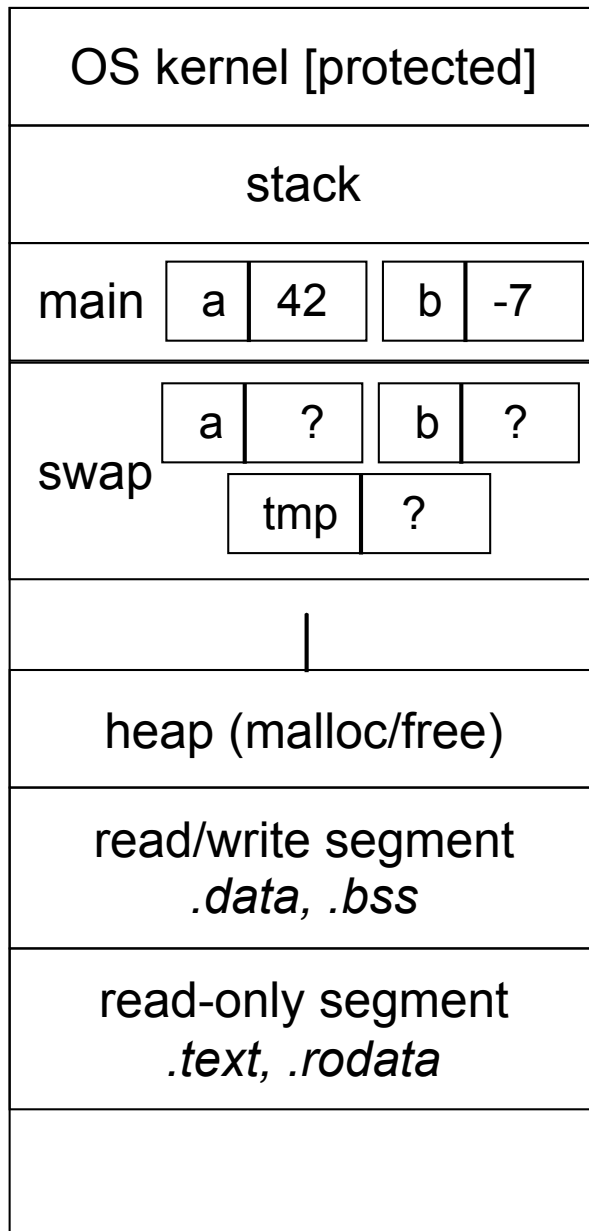 OS kernel [protected]
stack
main a 42 b -7
a ? b ?
swap
tmp ?
heap (malloc/free)
read/write segment
.data, .bss
read-only segment
.text, .rodata